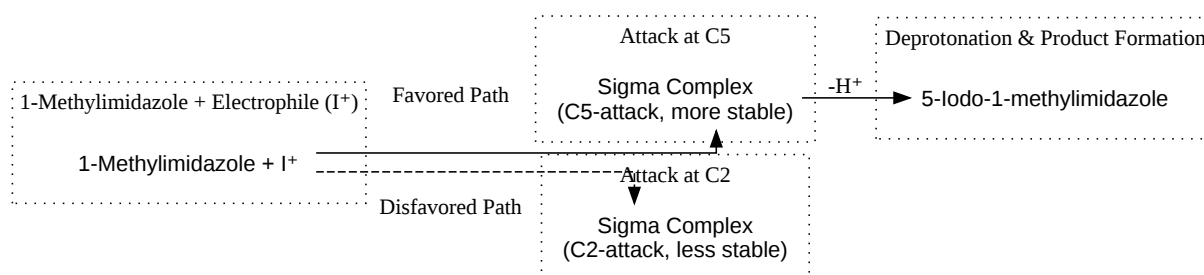 1-Methylimidazole + Electrophile (I⁺)
1-Methylimidazole + I⁺
Favored Path
Disfavored Path
Attack at C5
Sigma Complex
(C5-attack, more stable)
Attack at C2
Sigma Complex
(C2-attack, less stable)
-H⁺
Deprotonation & Product Formation
5-Iodo-1-methylimidazole